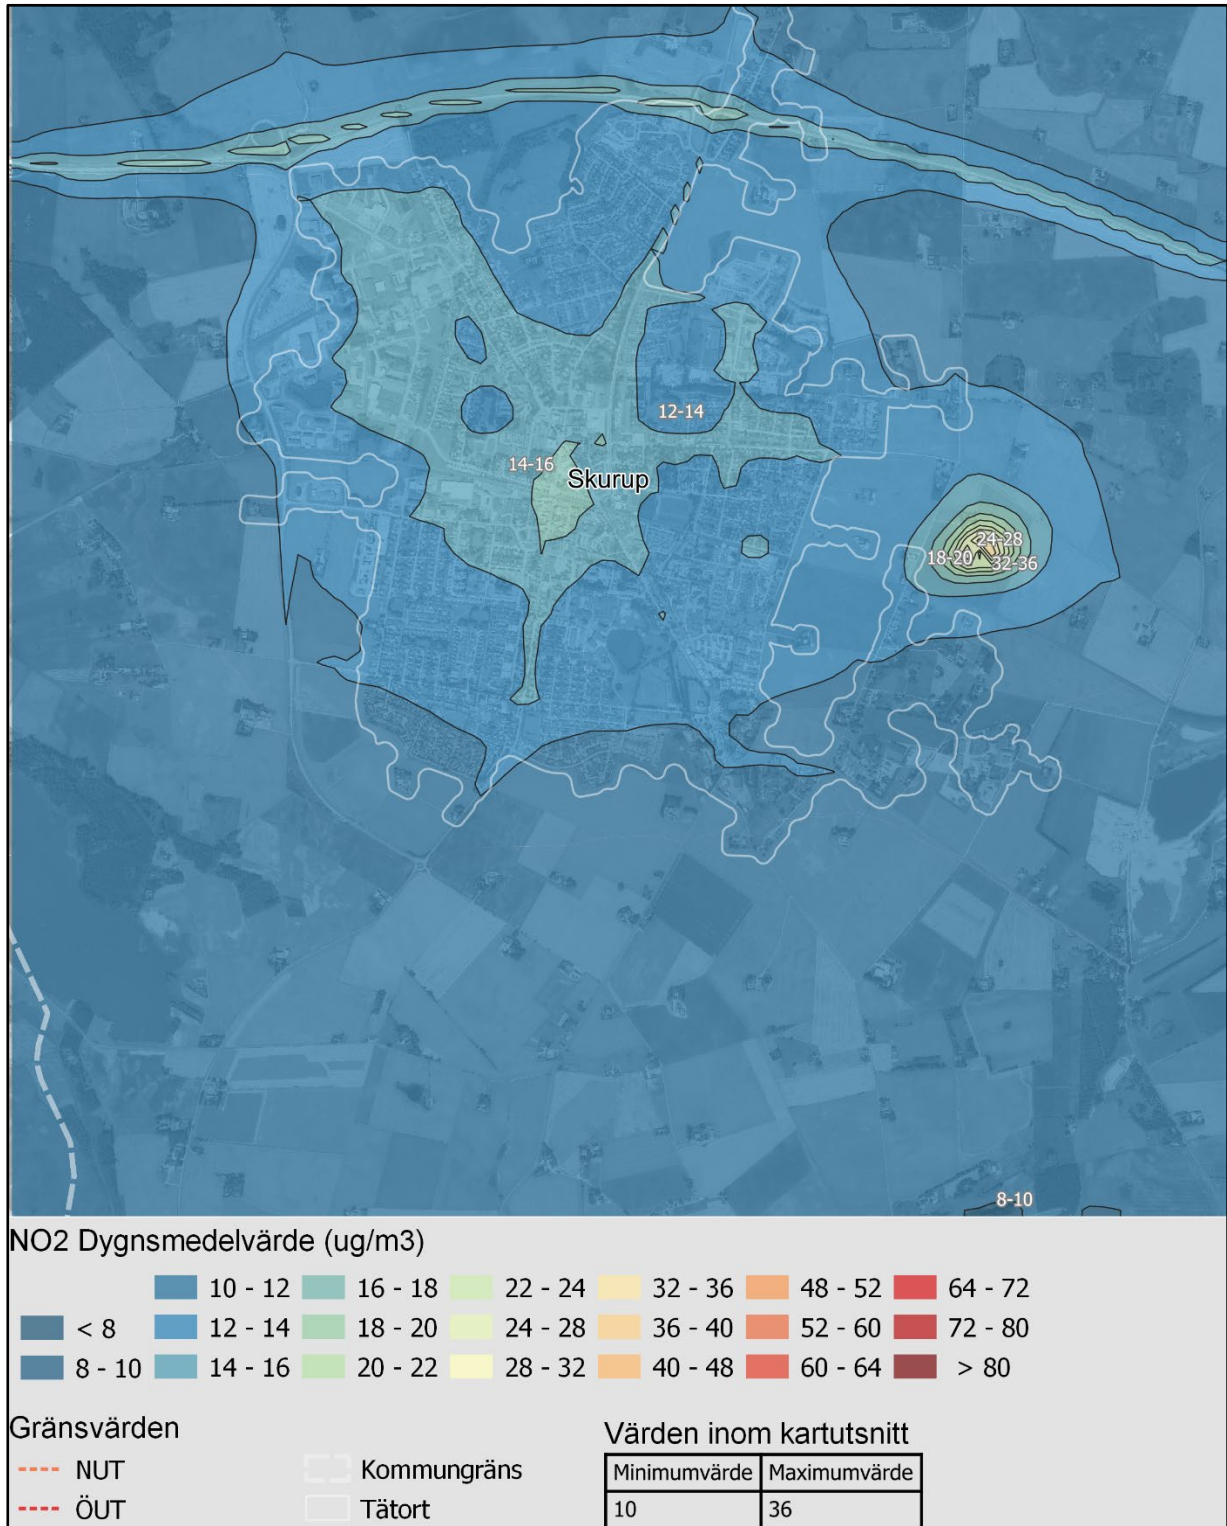 12-14
14-16
Skurup
24-28
18-20
32-36
8-10
NO2 Dygnsmedelvärde (ug/m3)
10 - 12 16 - 18 22 - 24 32 - 36 48 - 52 64 - 72
< 8 12 - 14 18 - 20 24 - 28 36 - 40 52 - 60 72 - 80
8 - 10 14 - 16 20 - 22 28 - 32 40 - 48 60 - 64 > 80
Gränsvärden
NUT
ÖUT
Kommungräns
Tätort
Värden inom kartutsnitt
Minimumvärde Maximumvärde
10 36